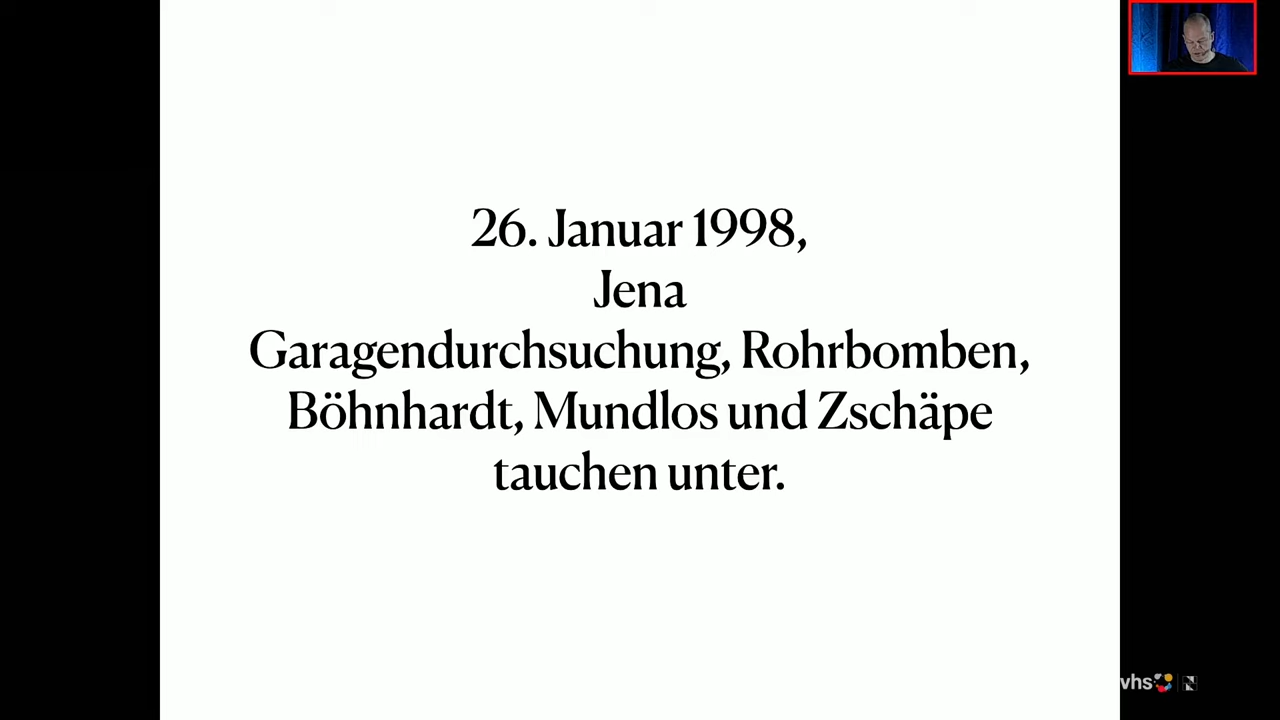 26. Januar 1998,
Jena
Garagendurchsuchung, Rohrbomben,
Böhnhardt, Mundlos und Zschäpe
tauchen unter.
vhs